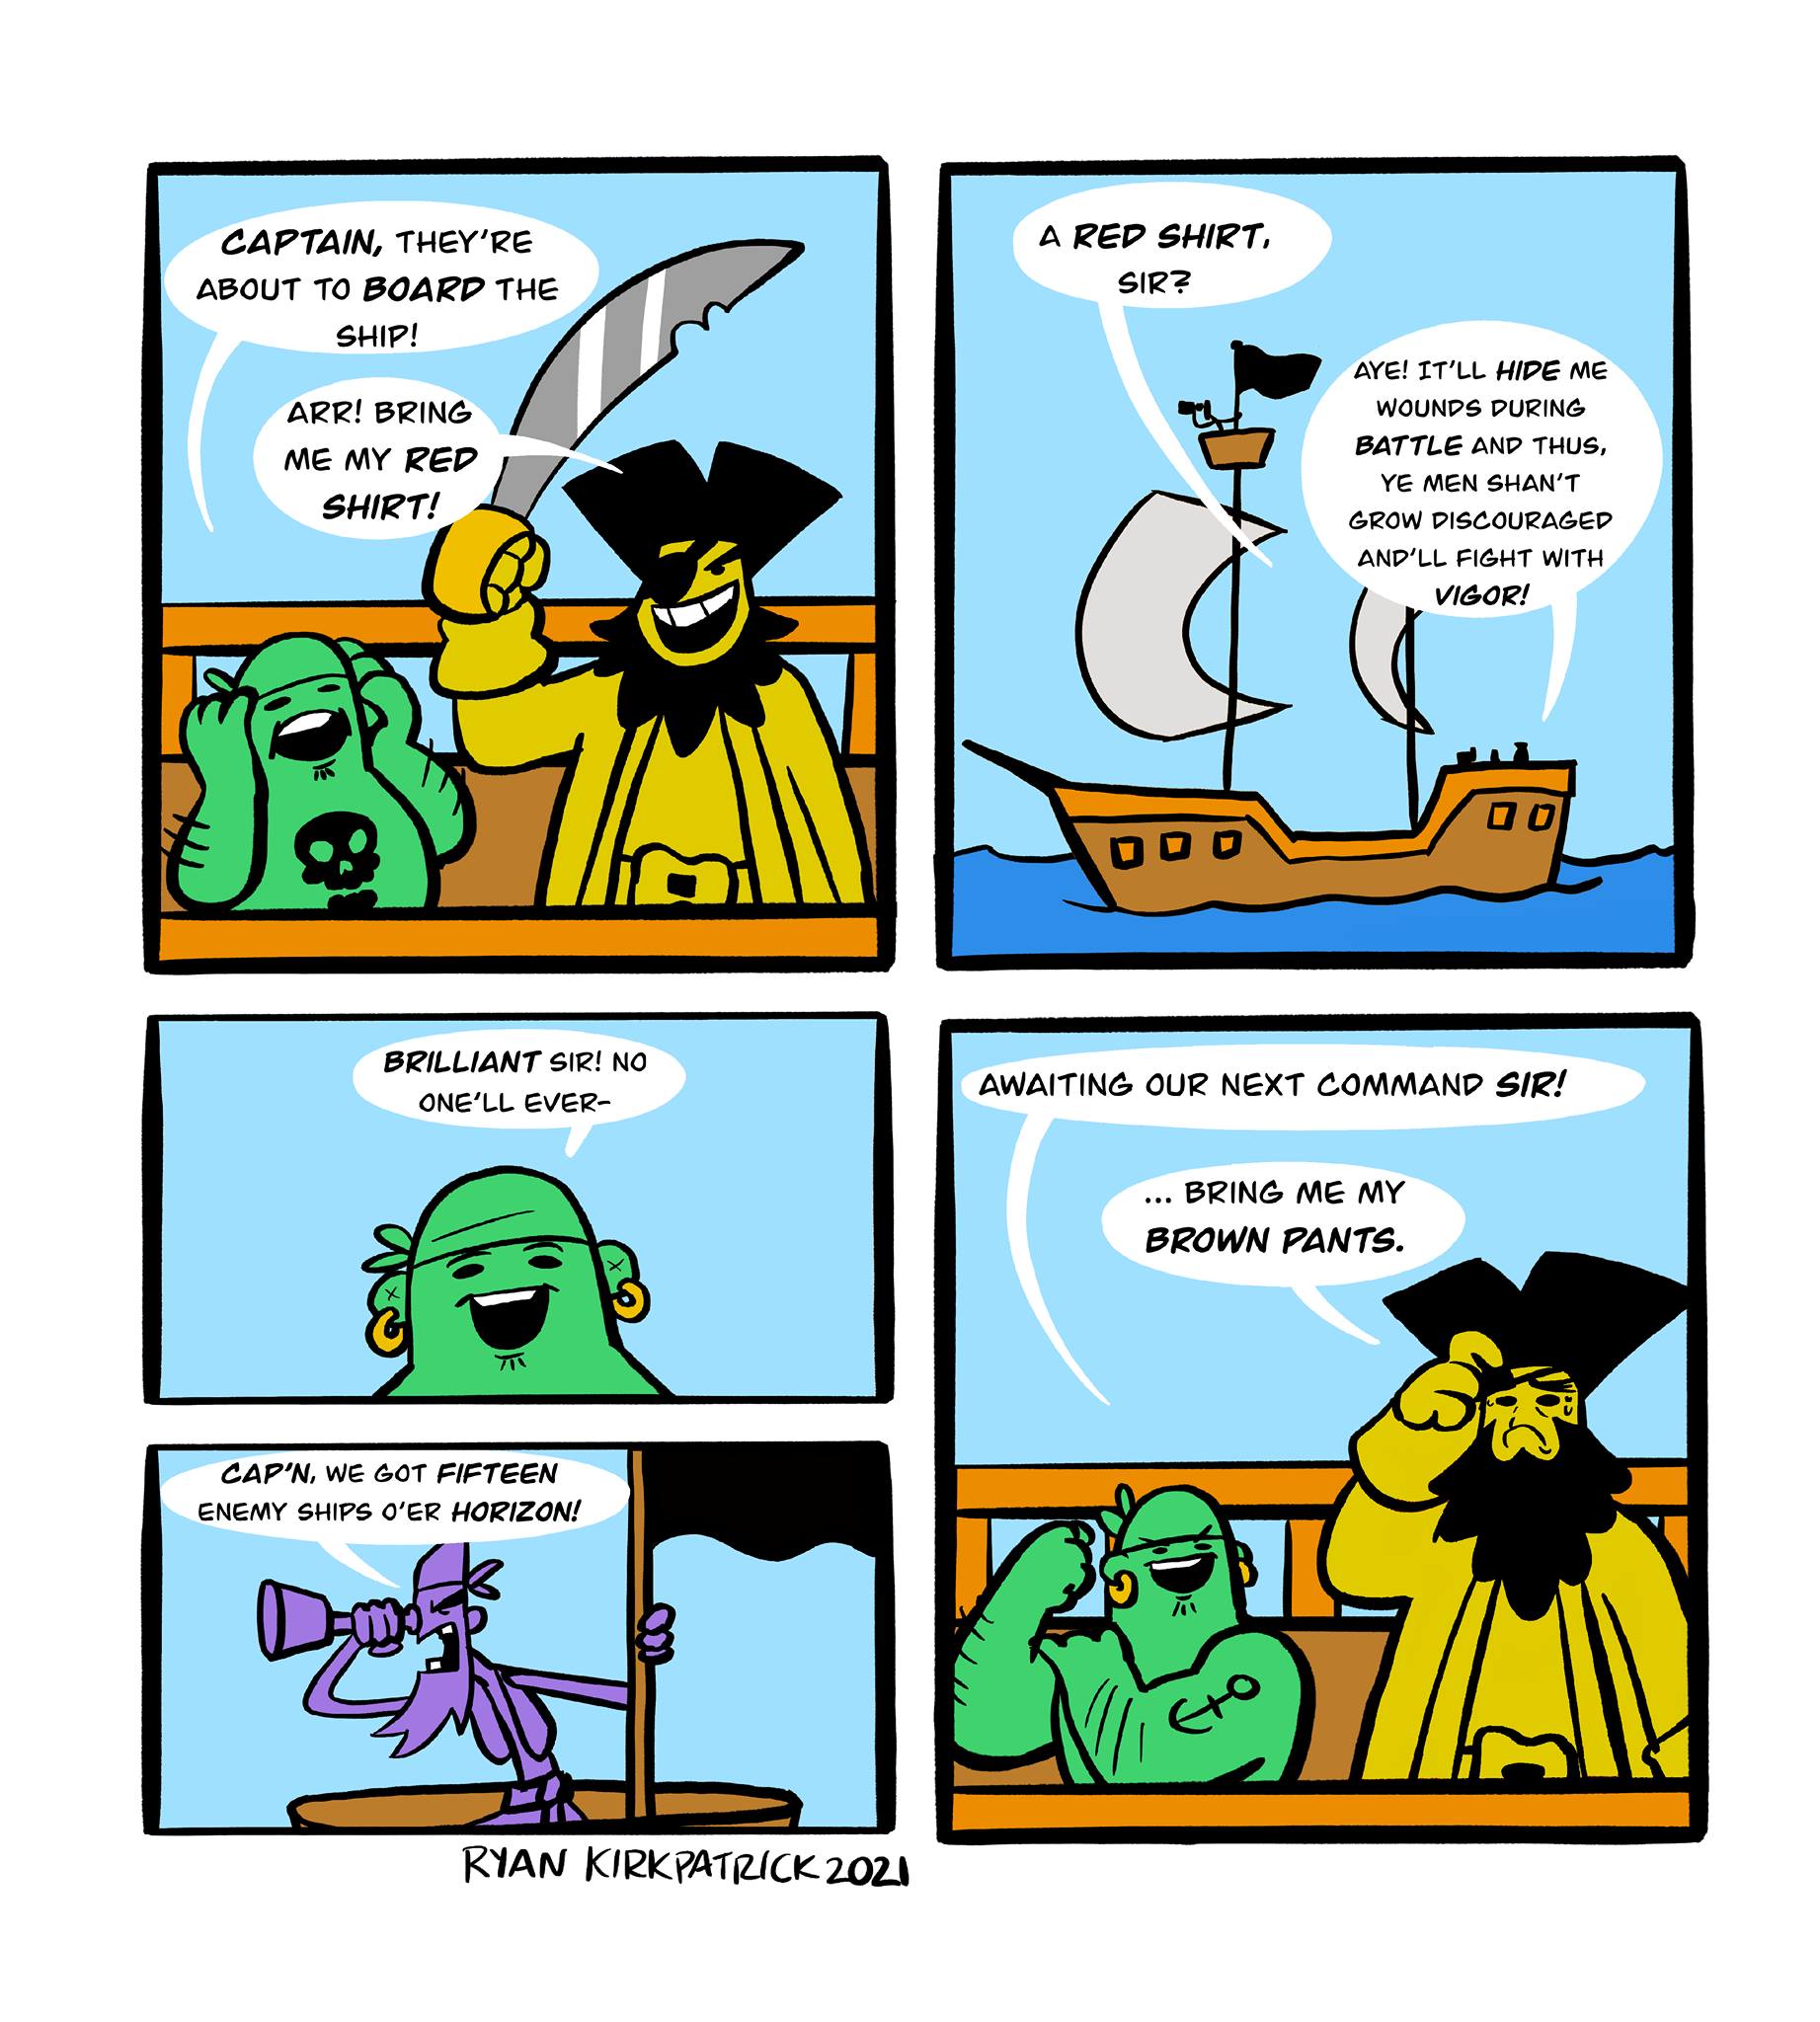 CAPTAIN, THEY'RE
ABOUT TO BOARD THE
SHIP!
ARR! BRING
ME MY RED
SHIRT!
A RED SHIRT,
SIR?
AYE! IT'LL HIDE ME
WOUNDS DURING
BATTLE AND THUS,
YE MEN SHAN'T
GROW DISCOURAGED
AND'LL FIGHT WITH
VIGOR!
BRILLIANT SIR! NO
ONE'LL EVER-
CAP'N, WE GOT FIFTEEN
ENEMY SHIPS O'ER HORIZON!
AWAITING OUR NEXT COMMAND SIR!
... BRING ME MY
BROWN PANTS.
RYAN KIRKPATRICK 2021